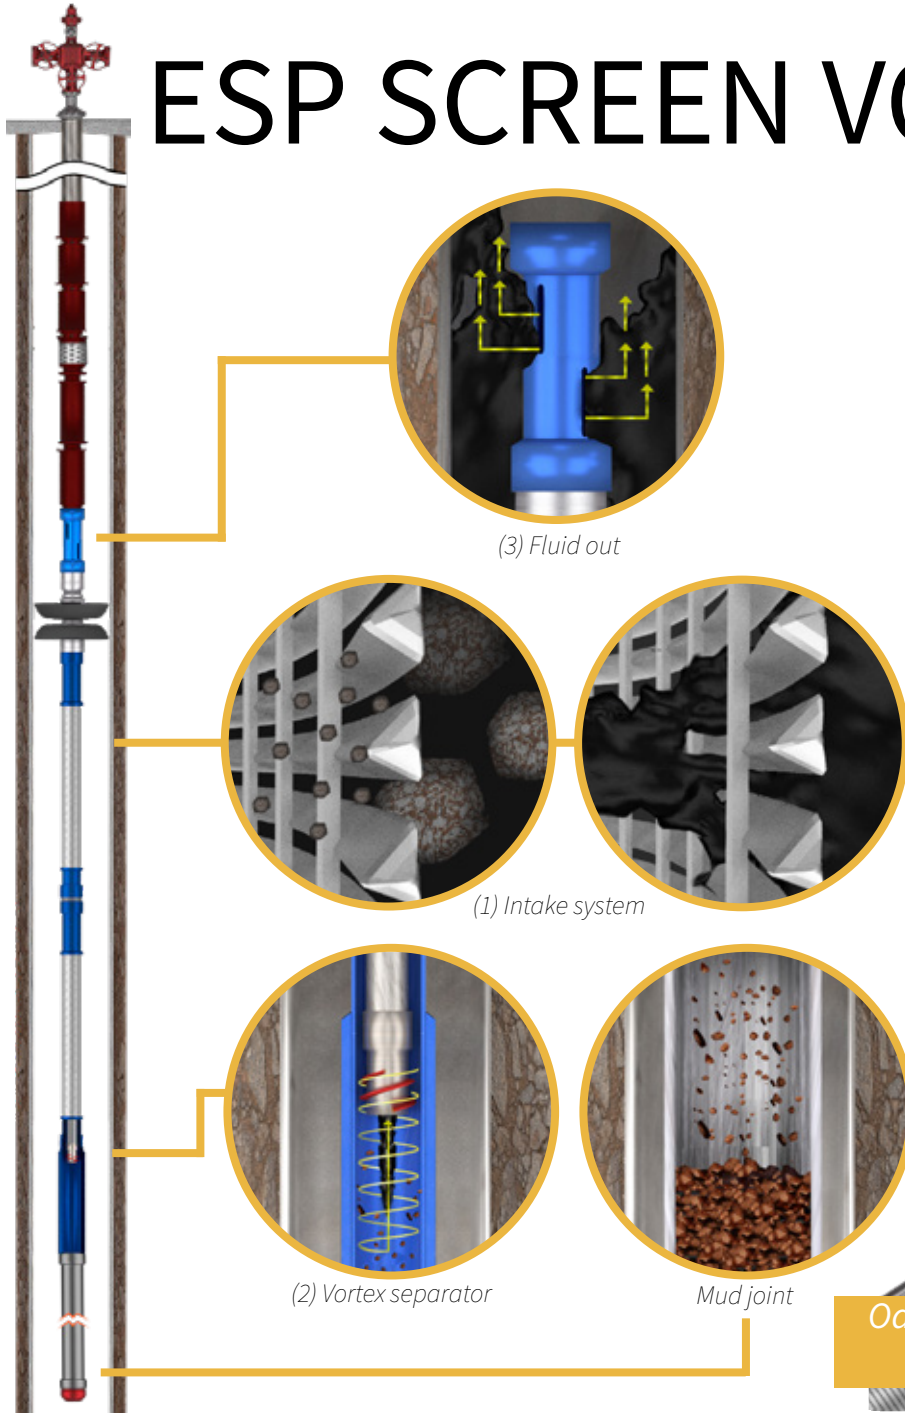 ESP SCREEN
(3) Fluid out
(1) Intake system
(2) Vortex separator
Mud joint